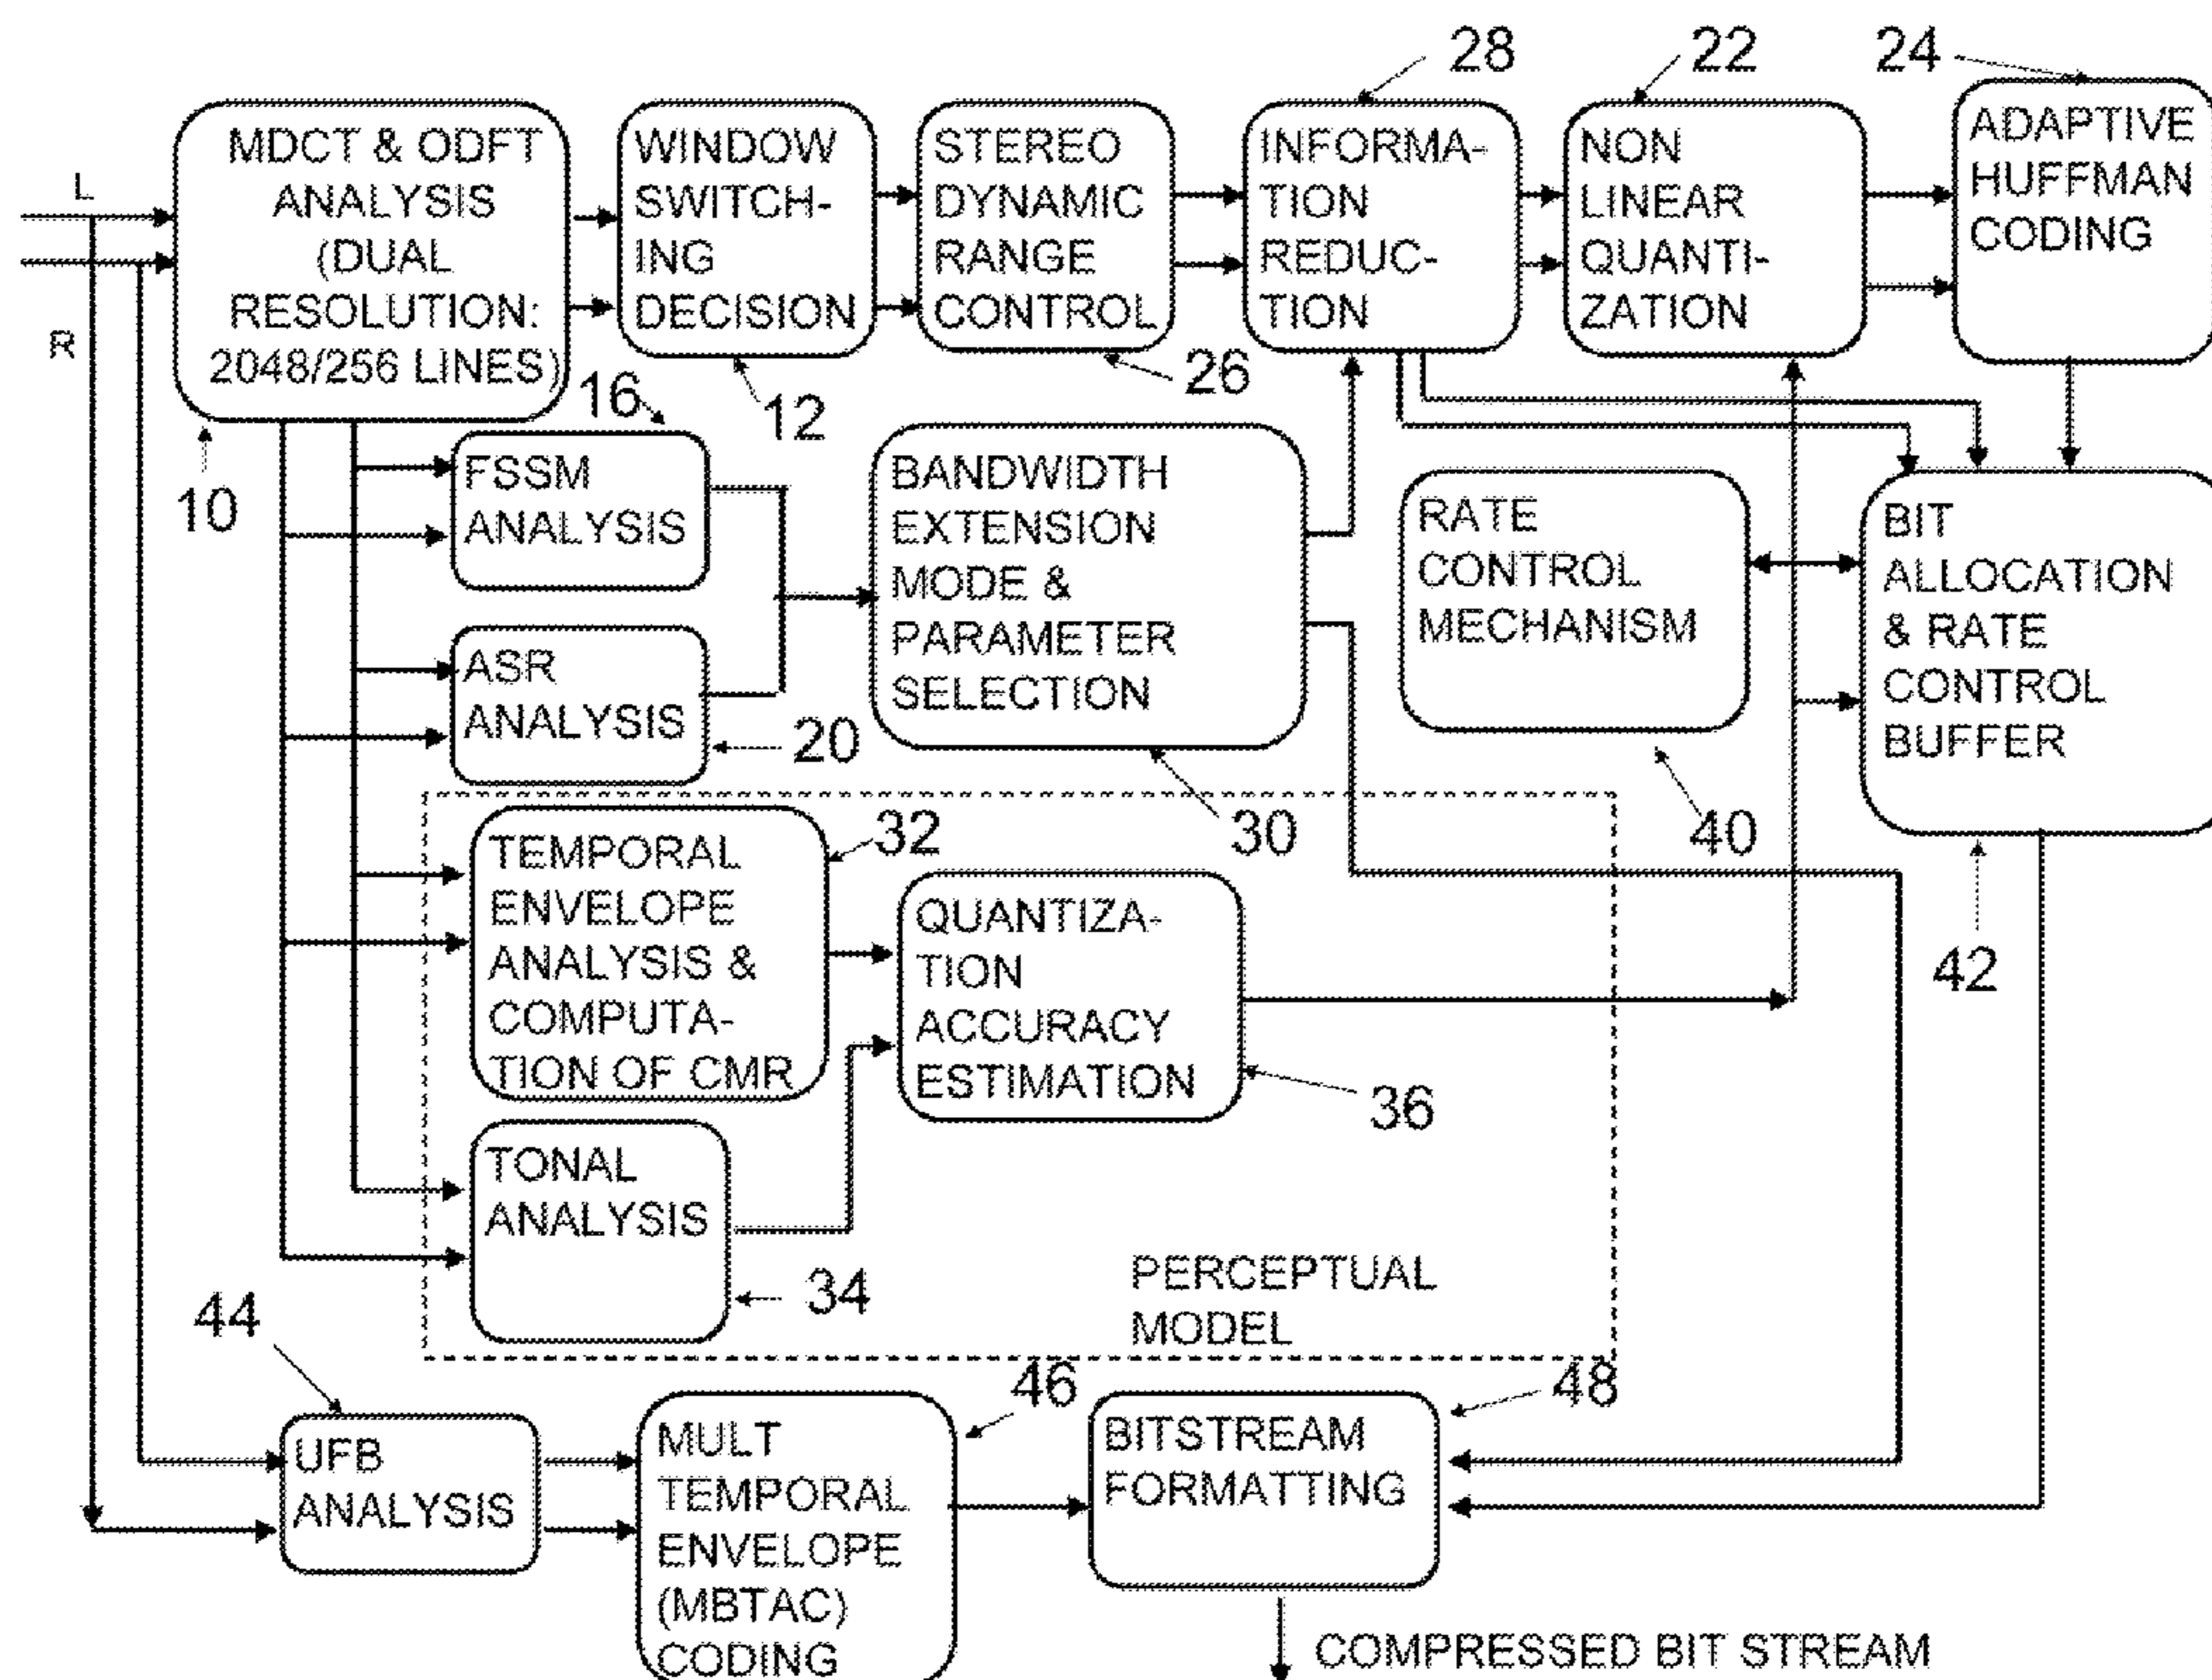 28
22
24
L
R
MDCT & ODFT
ANALYSIS
(DUAL
RESOLUTION:
2048/256 LINES)
10
WINDOW
SWITCH-
ING
DECISION
12
STEREO
DYNAMIC
RANGE
CONTROL
26
INFORMA-
TION
REDUC-
TION
NON
LINEAR
QUANTI-
ZATION
ADAPTIVE
HUFFMAN
CODING
16
FSSM
ANALYSIS
ASR
ANALYSIS
20
BANDWIDTH
EXTENSION
MODE &
PARAMETER
SELECTION
30
RATE
CONTROL
MECHANISM
40
BIT
ALLOCATION
& RATE
CONTROL
BUFFER
42
TEMPORAL
ENVELOPE
ANALYSIS &
COMPUTA-
TION OF CMR
32
QUANTIZA-
TION
ACCURACY
ESTIMATION
36
TONAL
ANALYSIS
34
PERCEPTUAL
MODEL
44
UFB
ANALYSIS
46
MULT
TEMPORAL
ENVELOPE
(MBTAC)
CODING
48
BITSTREAM
FORMATTING
COMPRESSED BIT STREAM